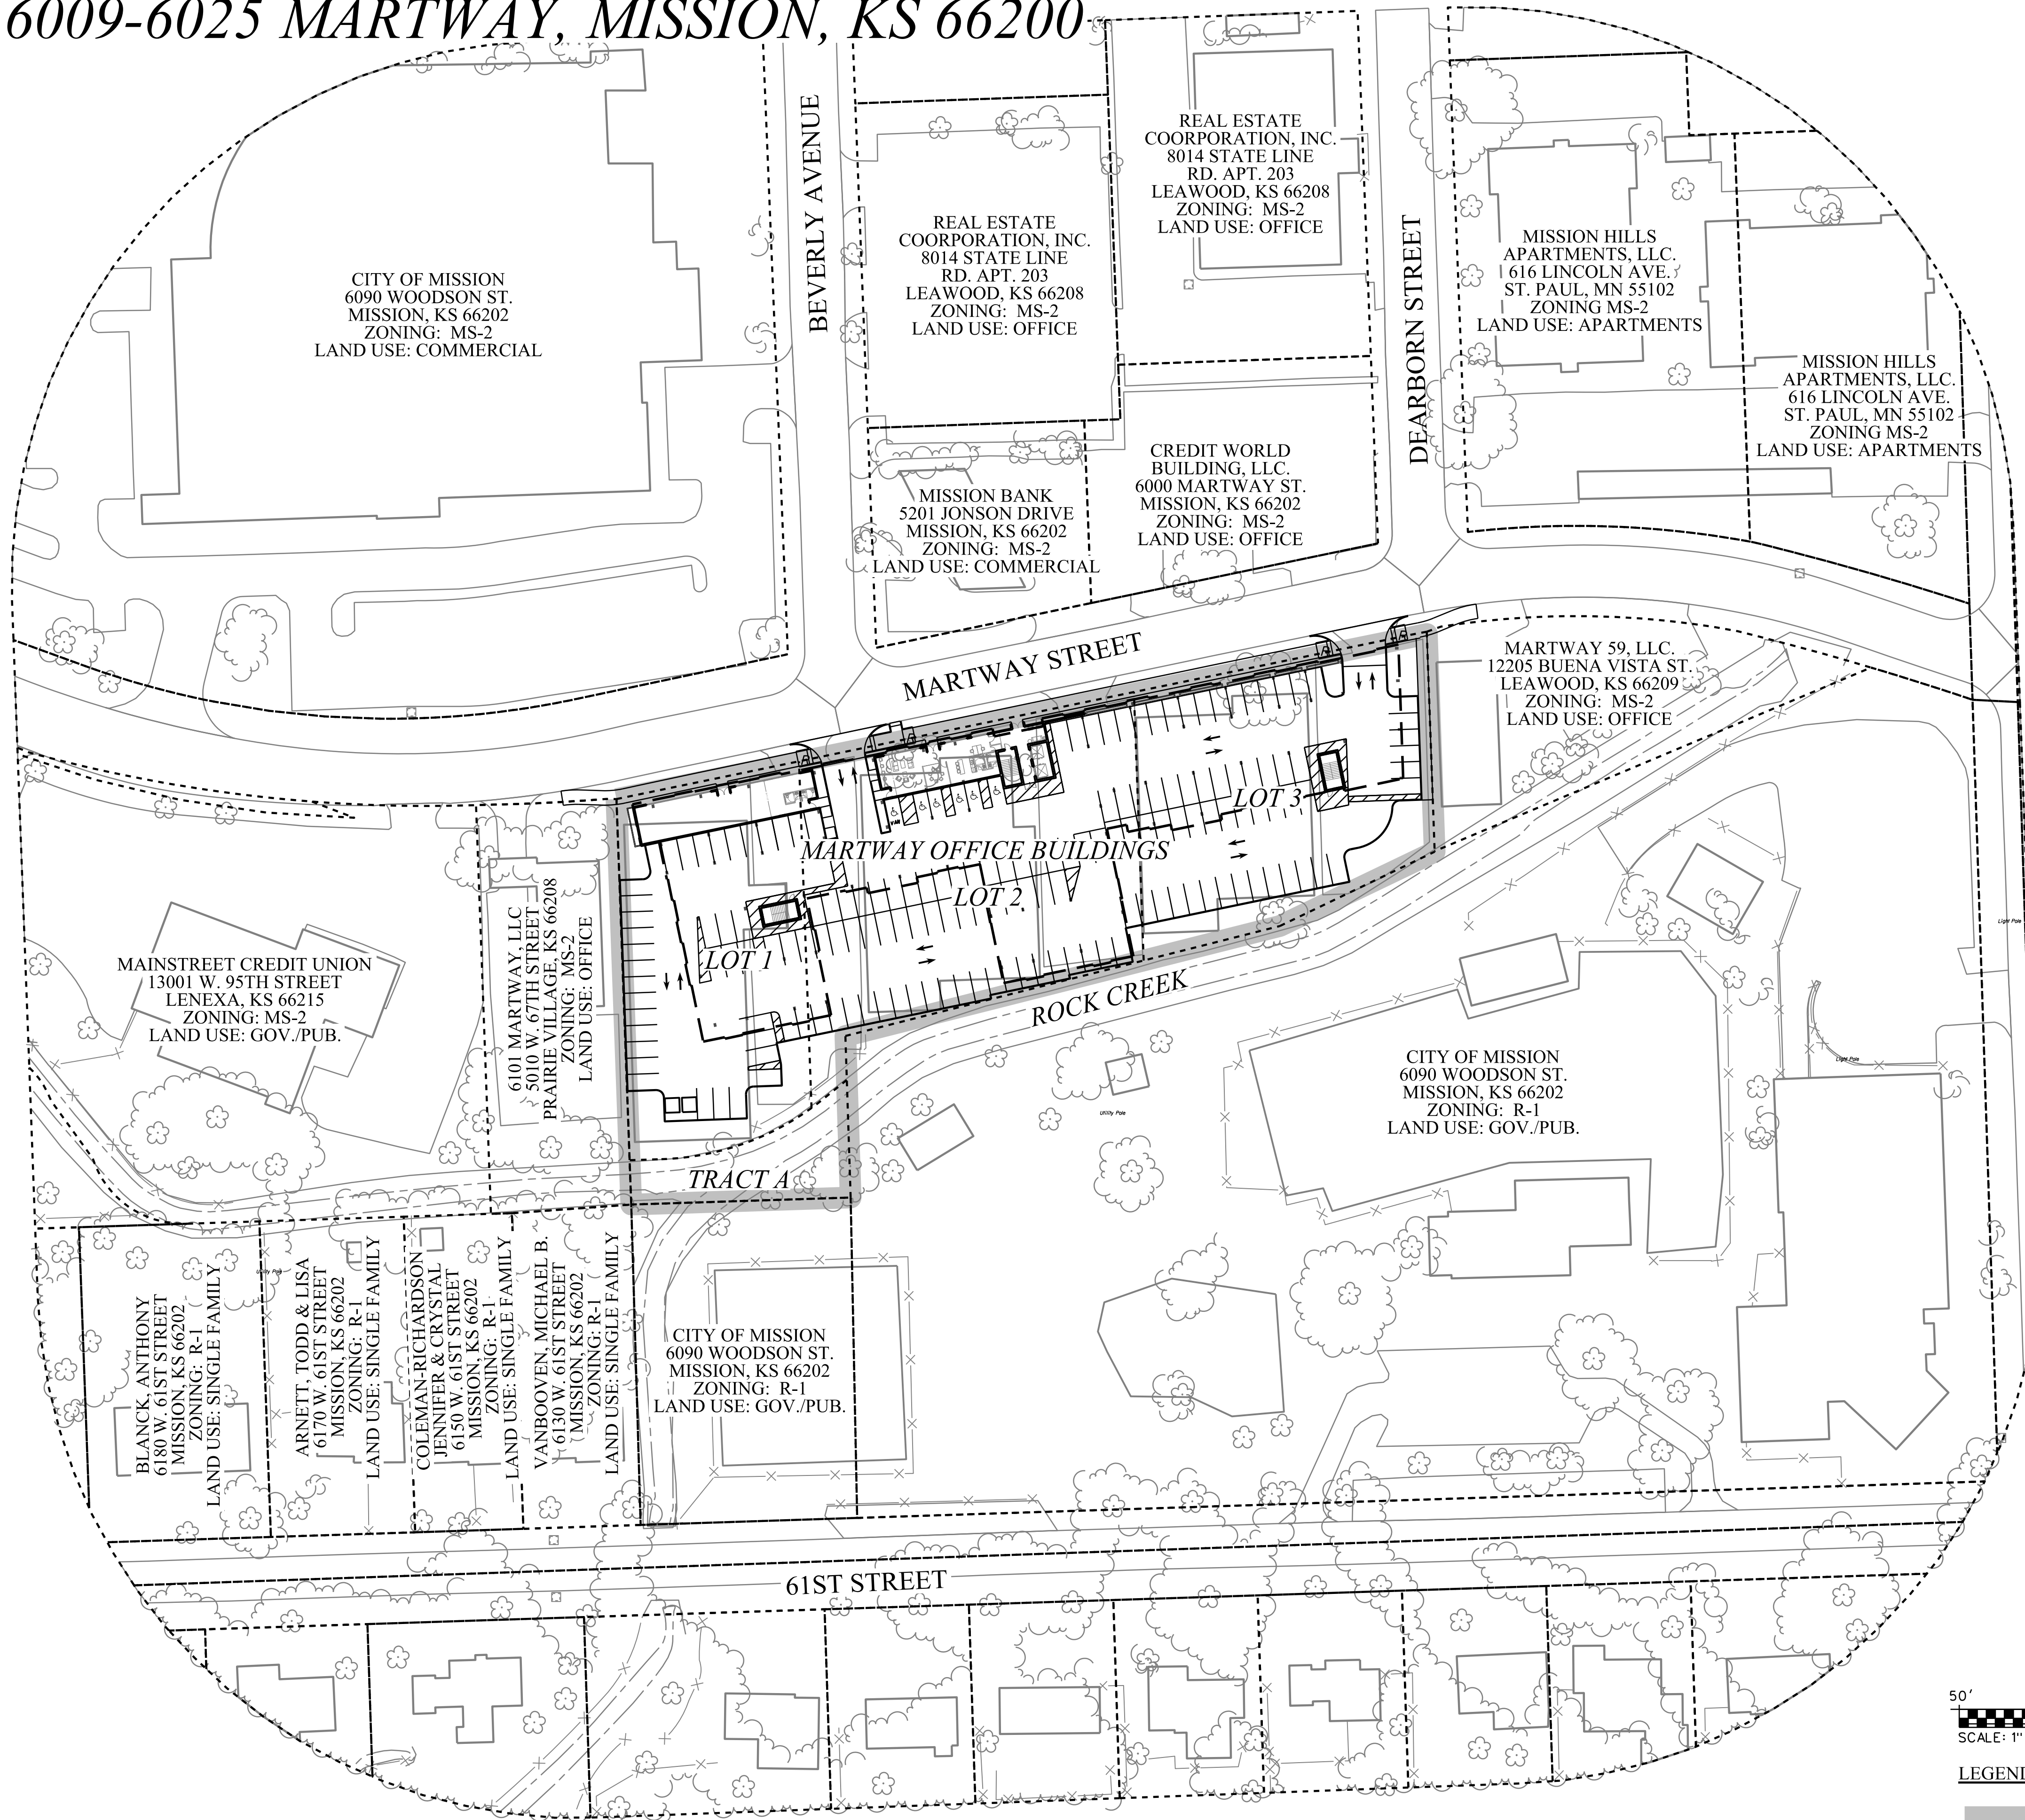 6009-6025 MARTWAY, MISSION, KS 66200
CITY OF MISSION
6090 WOODSON ST.
MISSION, KS 66202
ZONING: MS-2
LAND USE: COMMERCIAL
BEVERLY AVENUE
REAL ESTATE
COORPORATION, INC.
8014 STATE LINE
RD. APT. 203
LEAWOOD, KS 66208
ZONING: MS-2
LAND USE: OFFICE
REAL ESTATE
COORPORATION, INC.
8014 STATE LINE
RD. APT. 203
LEAWOOD, KS 66208
ZONING: MS-2
LAND USE: OFFICE
DEARBORN STREET
MISSION HILLS
APARTMENTS, LLC.
616 LINCOLN AVE.
ST. PAUL, MN 55102
ZONING MS-2
LAND USE: APARTMENTS
MISSION HILLS
APARTMENTS, LLC.
616 LINCOLN AVE.
ST. PAUL, MN 55102
ZONING MS-2
LAND USE: APARTMENTS
MISSION BANK
5201 JONSON DRIVE
MISSION, KS 66202
ZONING: MS-2
LAND USE: COMMERCIAL
CREDIT WORLD
BUILDING, LLC.
6000 MARTWAY ST.
MISSION, KS 66202
ZONING: MS-2
LAND USE: OFFICE
MARTWAY STREET
MARTWAY 59, LLC.
12205 BUENA VISTA ST.
LEAWOOD, KS 66209
ZONING: MS-2
LAND USE: OFFICE
LOT 3
MARTWAY OFFICE BUILDINGS
LOT 2
LOT 1
VAN
MAINSTREET CREDIT UNION
13001 W. 95TH STREET
LENEXA, KS 66215
ZONING: MS-2
LAND USE: GOV./PUB.
6101 MARTWAY, LLC
5010 W. 67TH STREET
PRAIRIE VILLAGE, KS 66208
ZONING: MS-2
LAND USE: OFFICE
ROCK CREEK
TRACT A
Light Pole
Light Pole
Utility Pole
CITY OF MISSION
6090 WOODSON ST.
MISSION, KS 66202
ZONING: R-1
LAND USE: GOV./PUB.
Utility Pole
BLANCK, ANTHONY
6180 W. 61ST STREET
MISSION, KS 66202
ZONING: R-1
LAND USE: SINGLE FAMILY
ARNETT, TODD & LISA
6170 W. 61ST STREET
MISSION, KS 66202
ZONING: R-1
LAND USE: SINGLE FAMILY
COLEMAN-RICHARDSON
JENNIFER & CRYSTAL
6150 W. 61ST STREET
MISSION, KS 66202
ZONING: R-1
LAND USE: SINGLE FAMILY
VANBOOVEN, MICHAEL B.
6130 W. 61ST STREET
MISSION, KS 66202
ZONING: R-1
LAND USE: SINGLE FAMILY
CITY OF MISSION
6090 WOODSON ST.
MISSION, KS 66202
ZONING: R-1
LAND USE: GOV./PUB.
61ST STREET
50'
SCALE: 1"
LEGEND